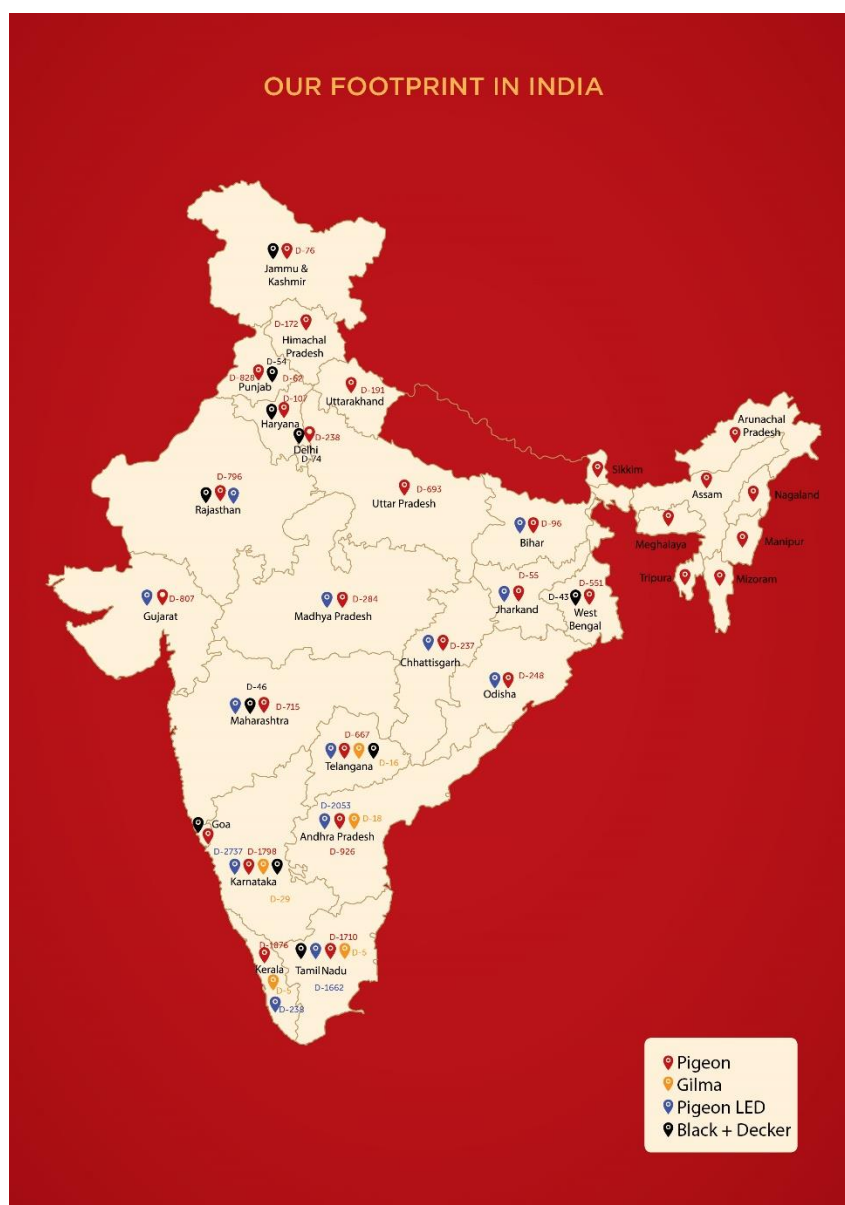 OUR FOOTPRINT IN INDIA
D-76
Jammu &
Kashmir
D-172
Himachal
Pradesh
D-54
D-828
D-67
Punjab
D-191
Uttarakhand
D-107
Haryana
D-238
Delhi
D-74
Arunachal
Pradesh
Sikkim
Assam
Nagaland
Meghalaya
Manipur
Tripura
Mizoram
D-796
Rajasthan
D-693
Uttar Pradesh
D-96
Bihar
D-55
Jharkand
D-551
D-43
West
Bengal
D-807
Gujarat
D-284
Madhya Pradesh
D-237
Chhattisgarh
D-248
Odisha
D-46
D-715
Maharashtra
D-667
Telangana
D-16
D-2053
D-18
Andhra Pradesh
D-926
Goa
D-2737 D-1798
Karnataka
D-29
D-1876
Kerala
D-5
D-238
D-1710
D-5
Tamil Nadu
D-1662
Pigeon
Gilma
Pigeon LED
Black + Decker